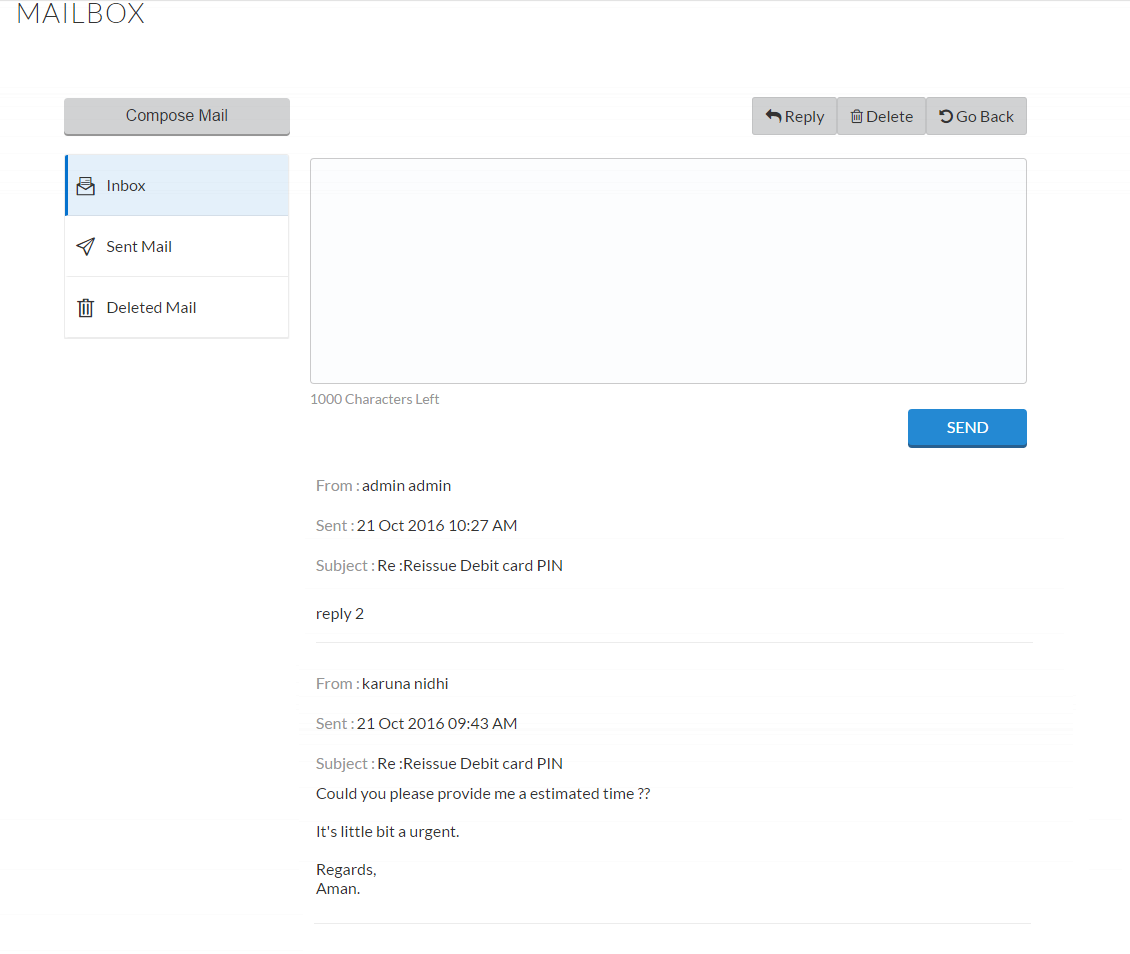 MAILBOX
Compose Mail
Reply Delete Go Back
Inbox
Sent Mail
Deleted Mail
1000 Characters Left
SEND
From : admin admin
Sent : 21 Oct 2016 10:27 AM
Subject : Re :Reissue Debit card PIN
reply 2
From : karuna nidhi
Sent : 21 Oct 2016 09:43 AM
Subject : Re :Reissue Debit card PIN
Could you please provide me a estimated time ??
It's little bit a urgent.
Regards,
Aman.